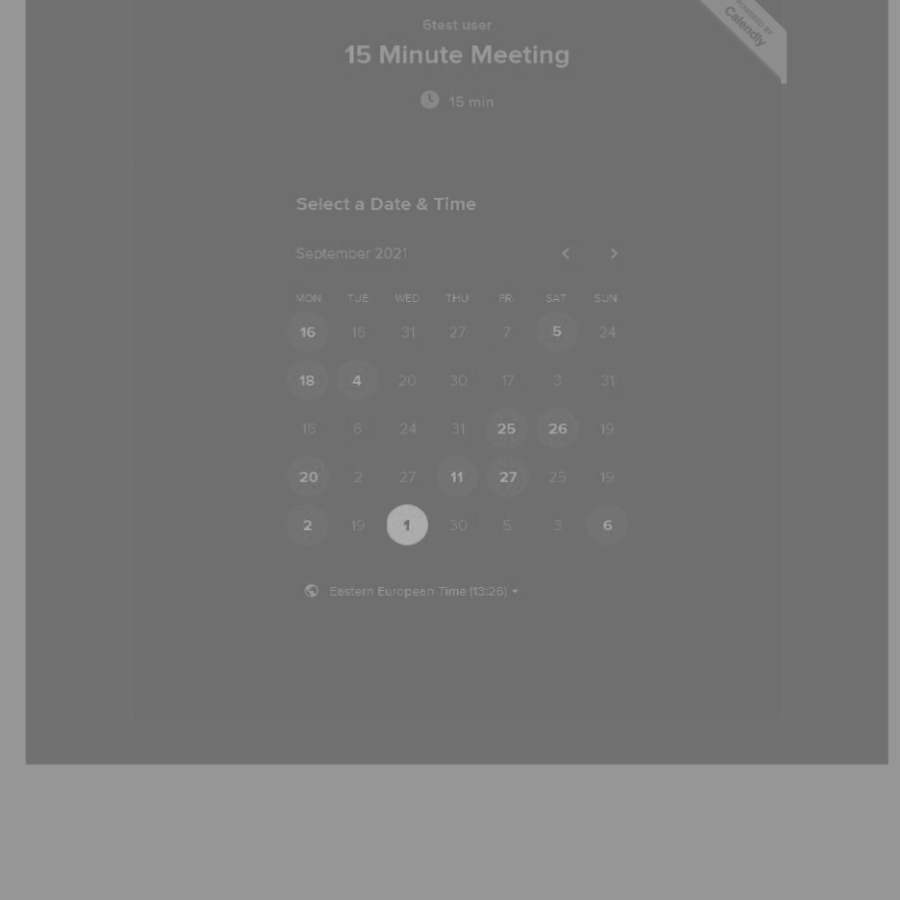 6test user
15 Minute Meeting
15 min
POWERED BY
Calendly
Select a Date & Time
September 2021
MON TUE WED THU FRI SAT SUN
16 16 31 27 7 5 24
18 4 20 30 17 3 31
15 6 24 31 25 26 19
20 2 27 11 27 25 19
2 19 1 30 5 3 6
Eastern European Time (13:26)